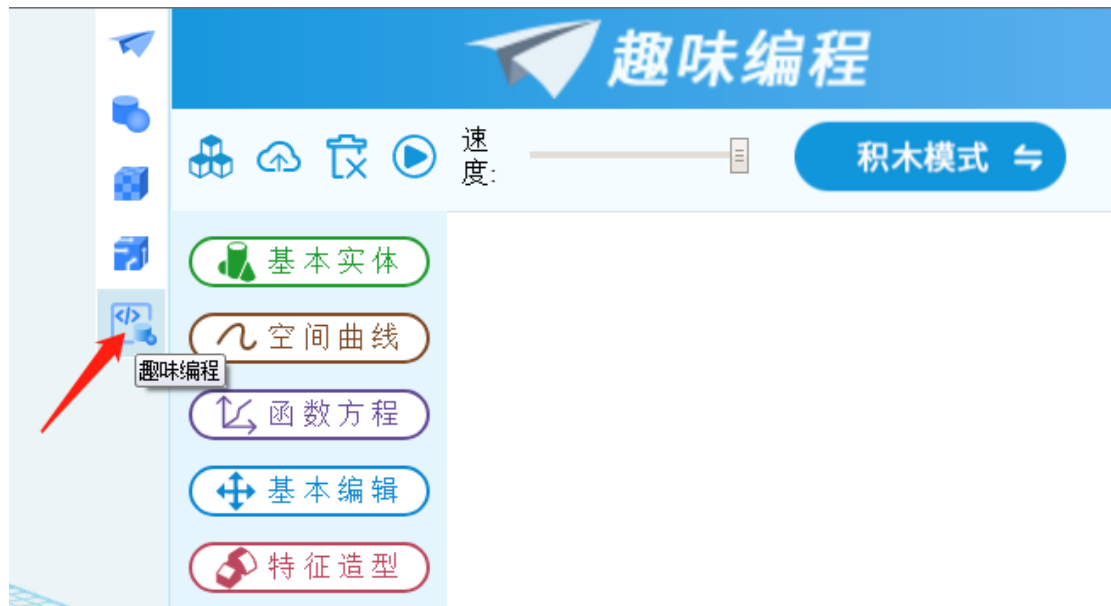 趣味编程
速
度:
积木模式
基本实体
空间曲线
</>
趣味编程
函数方程
基本编辑
特征造型